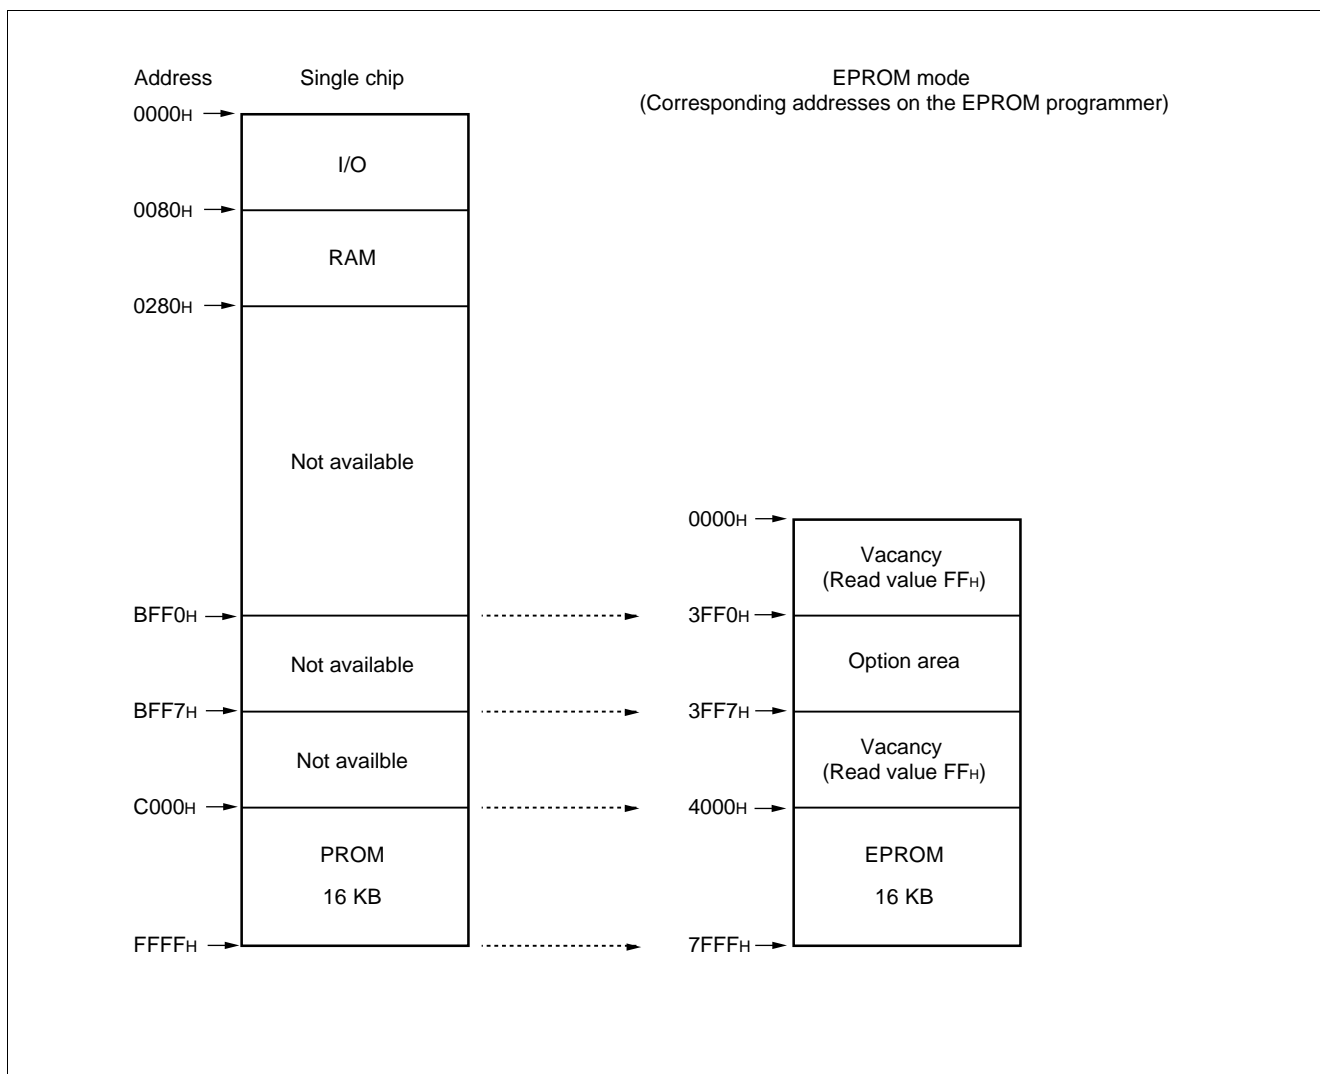 Address
Single chip
EPROM mode
(Corresponding addresses on the EPROM programmer)
0000H
I/O
0080H
RAM
0280H
Not available
0000H
Vacancy
(Read value FFH)
BFF0H
3FF0H
Not available
Option area
BFF7H
3FF7H
Not availble
Vacancy
(Read value FFH)
C000H
4000H
PROM
16 KB
EPROM
16 KB
FFFFH
7FFFH